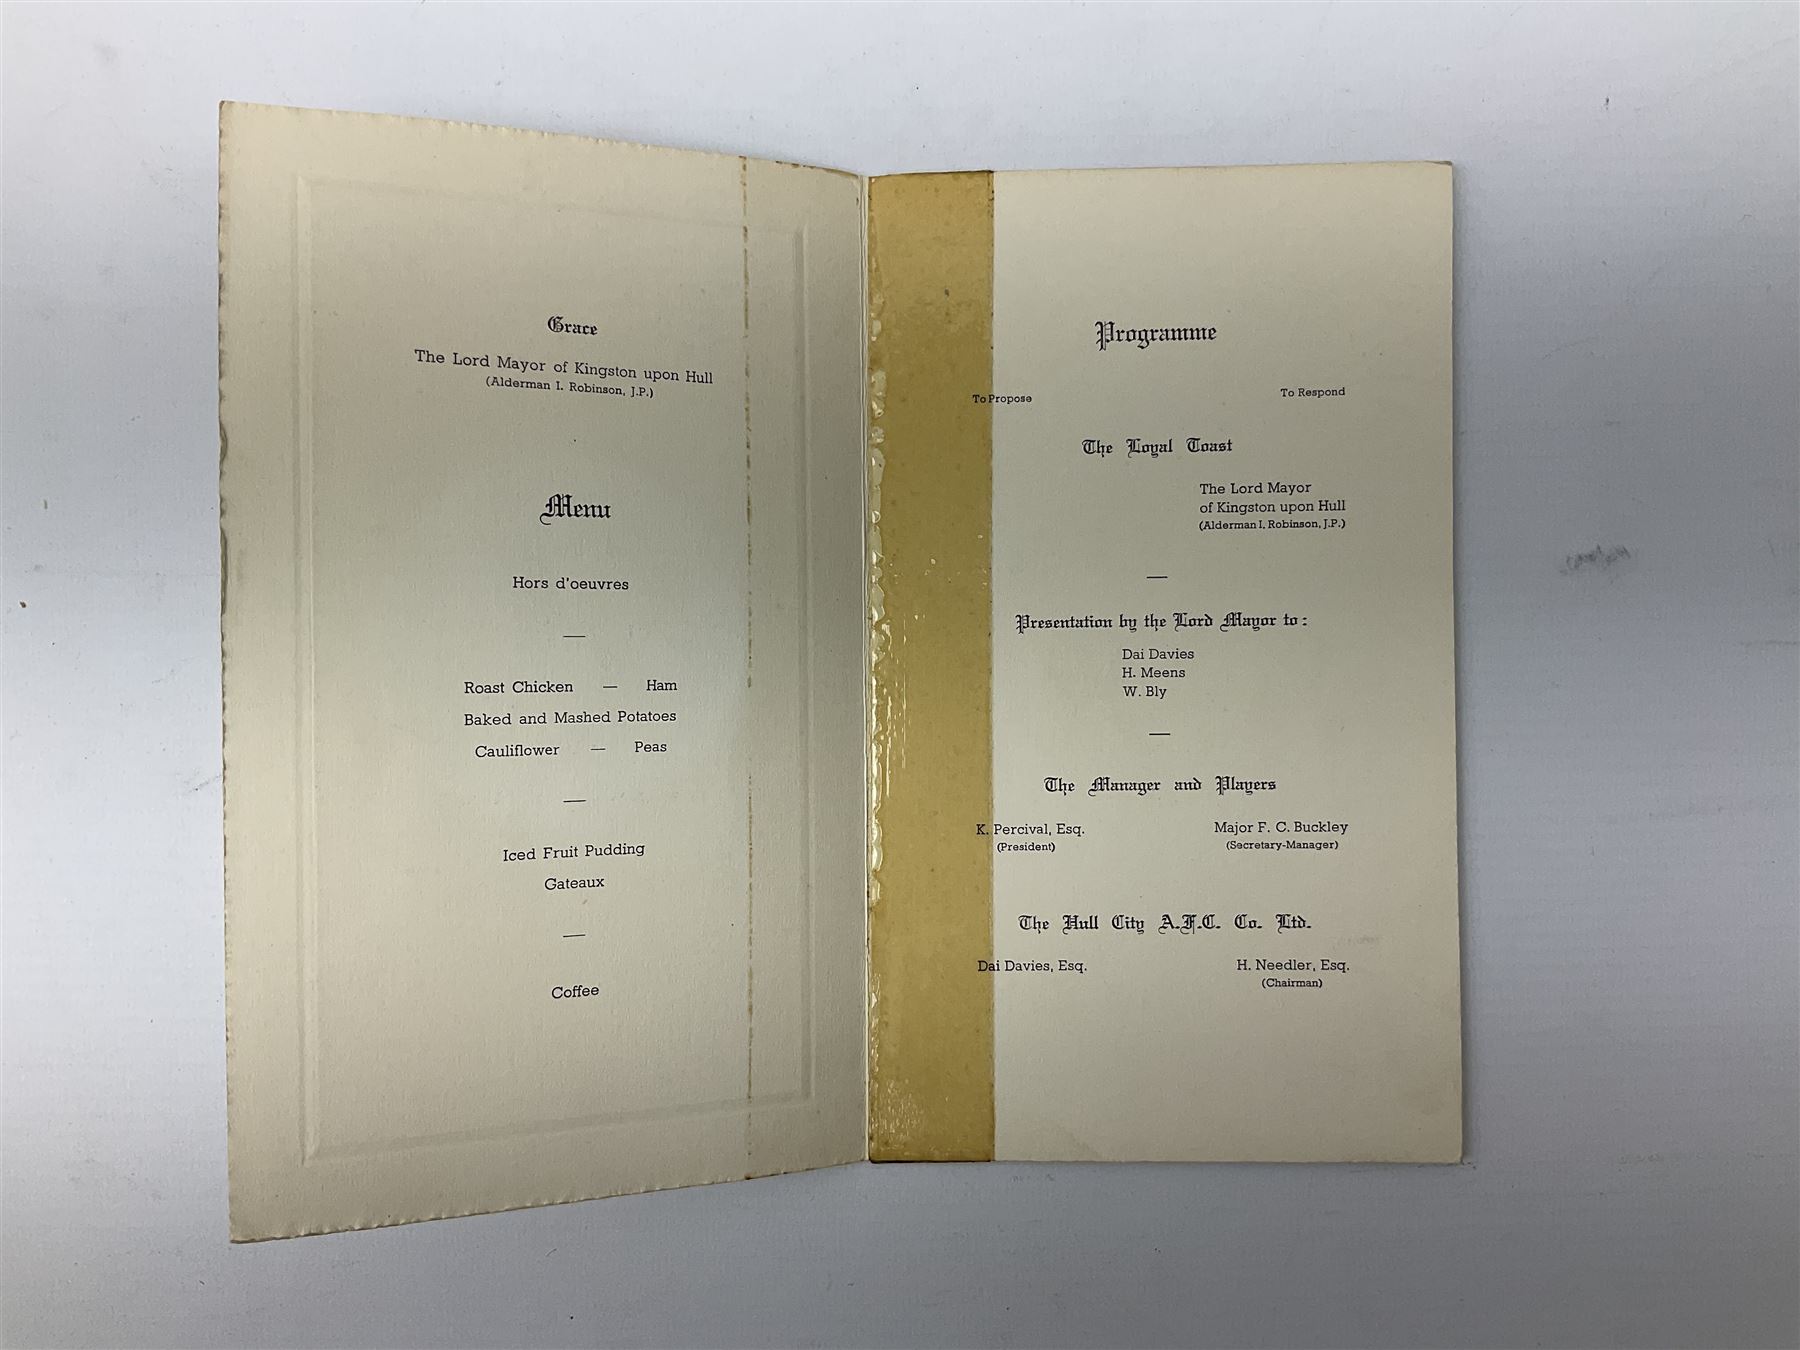 Grace
The Lord Mayor of Kingston upon Hull
(Alderman I. Robinson, J.P.)
Menu
Hors d'oeuvres
—
Roast Chicken — Ham
Baked and Mashed Potatoes
Cauliflower — Peas
—
Iced Fruit Pudding
Gateaux
—
Coffee
Programme
To Propose To Respond
The Loyal Toast
The Lord Mayor
of Kingston upon Hull
(Alderman I. Robinson, J.P.)
—
Presentation by the Lord Mayor to:
Dai Davies
H. Meens
W. Bly
—
The Manager and Players
K. Percival, Esq. Major F. C. Buckley
(President) (Secretary-Manager)
The Hull City A.F.C. Co. Ltd.
Dai Davies, Esq. H. Needler, Esq.
(Chairman)